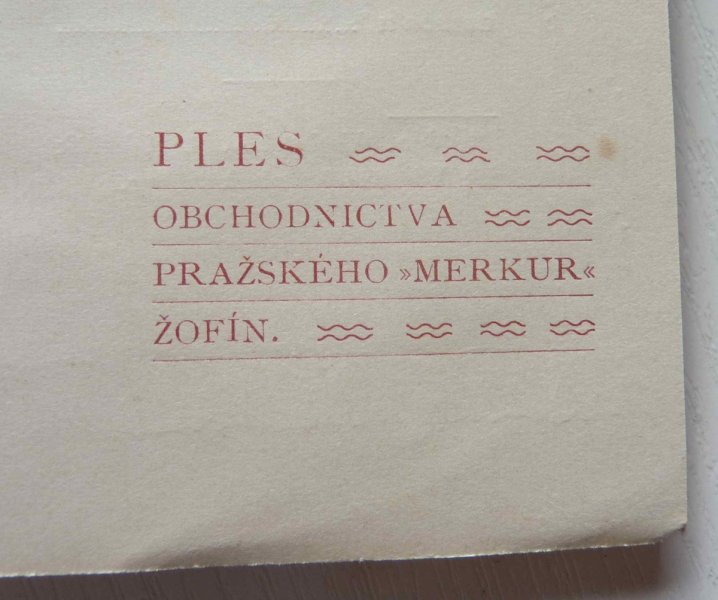 PLES
OBCHODNICTVA
PRAŽSKÉHO »MERKUR«
ŽOFÍN.